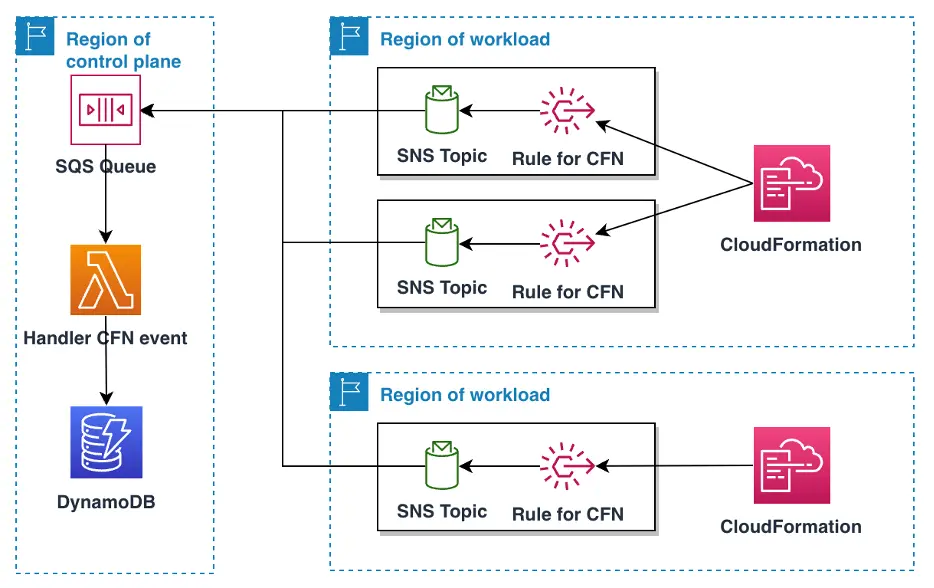 Region of
control plane
SQS Queue
Handler CFN event
DynamoDB
Region of workload
SNS Topic
Rule for CFN
SNS Topic
Rule for CFN
CloudFormation
Region of workload
SNS Topic
Rule for CFN
CloudFormation